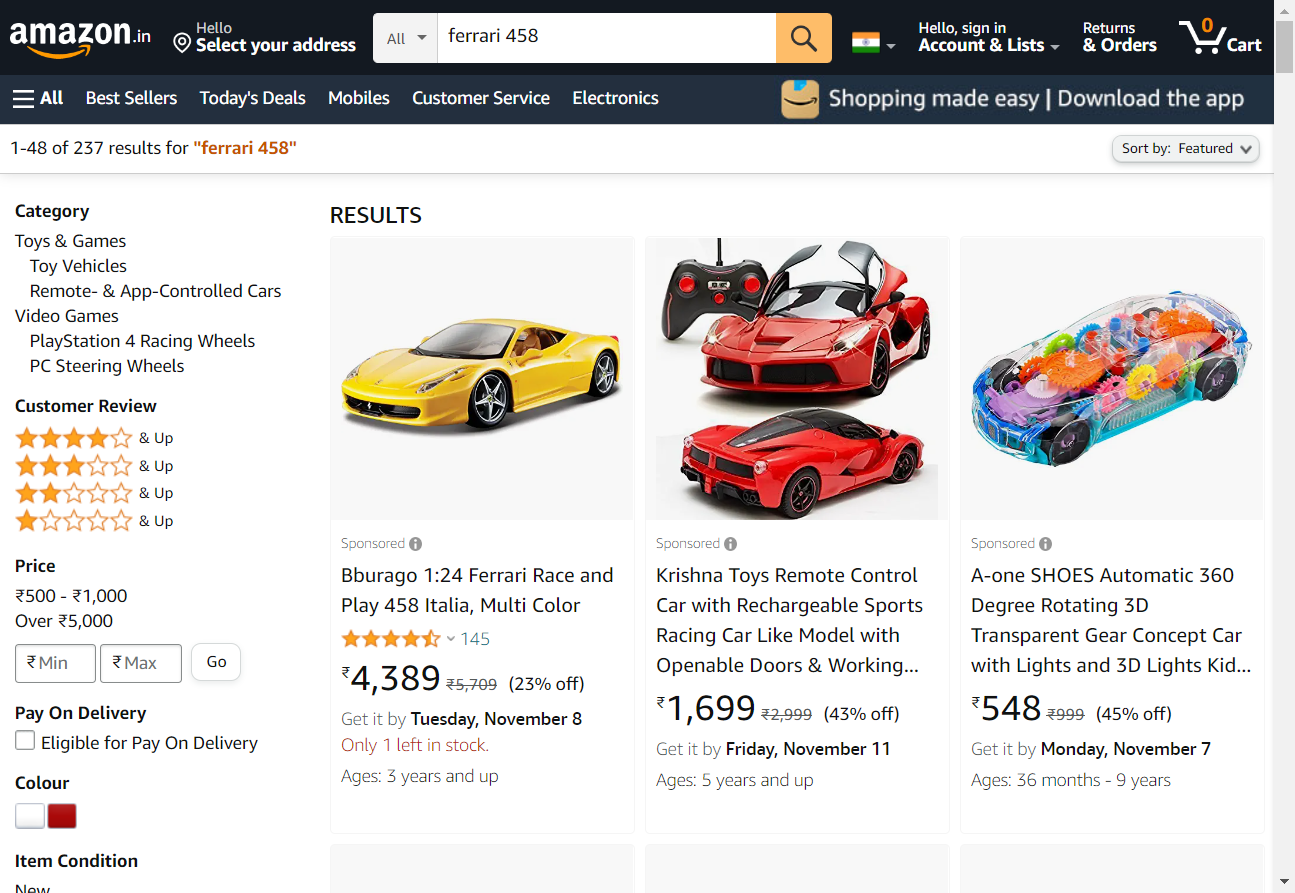 amazon.in
Hello
Select your address
All
ferrari 458
Hello, sign in
Account & Lists
Returns
& Orders
0
Cart
All
Best Sellers
Today's Deals
Mobiles
Customer Service
Electronics
Shopping made easy | Download the app
1-48 of 237 results for "ferrari 458"
Sort by: Featured
Category
Toys & Games
Toy Vehicles
Remote- & App-Controlled Cars
Video Games
PlayStation 4 Racing Wheels
PC Steering Wheels
Customer Review
& Up
& Up
& Up
& Up
Price
₹500 - ₹1,000
Over ₹5,000
₹ Min
₹ Max
Go
Pay On Delivery
Eligible for Pay On Delivery
Colour
Item Condition
New
RESULTS
Sponsored
Bburago 1:24 Ferrari Race and
Play 458 Italia, Multi Color
145
₹4,389 ₹5,709 (23% off)
Get it by Tuesday, November 8
Only 1 left in stock.
Ages: 3 years and up
Sponsored
Krishna Toys Remote Control
Car with Rechargeable Sports
Racing Car Like Model with
Openable Doors & Working...
₹1,699 ₹2,999 (43% off)
Get it by Friday, November 11
Ages: 5 years and up
Sponsored
A-one SHOES Automatic 360
Degree Rotating 3D
Transparent Gear Concept Car
with Lights and 3D Lights Kid...
₹548 ₹999 (45% off)
Get it by Monday, November 7
Ages: 36 months - 9 years